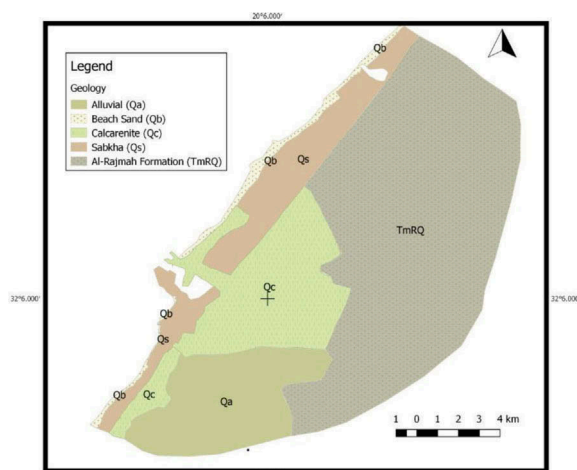 20°6.000'
Legend
Geology
Alluvial (Qa)
Beach Sand (Qb)
Calcarenite (Qc)
Sabkha (Qs)
Al-Rajmah Formation (TmRQ)
Qb
Qb
Qs
TmRQ
Qc
32°6.000'
32°6.000'
Qb
Qs
Qb
Qc
Qa
1 0 1 2 3 4 km